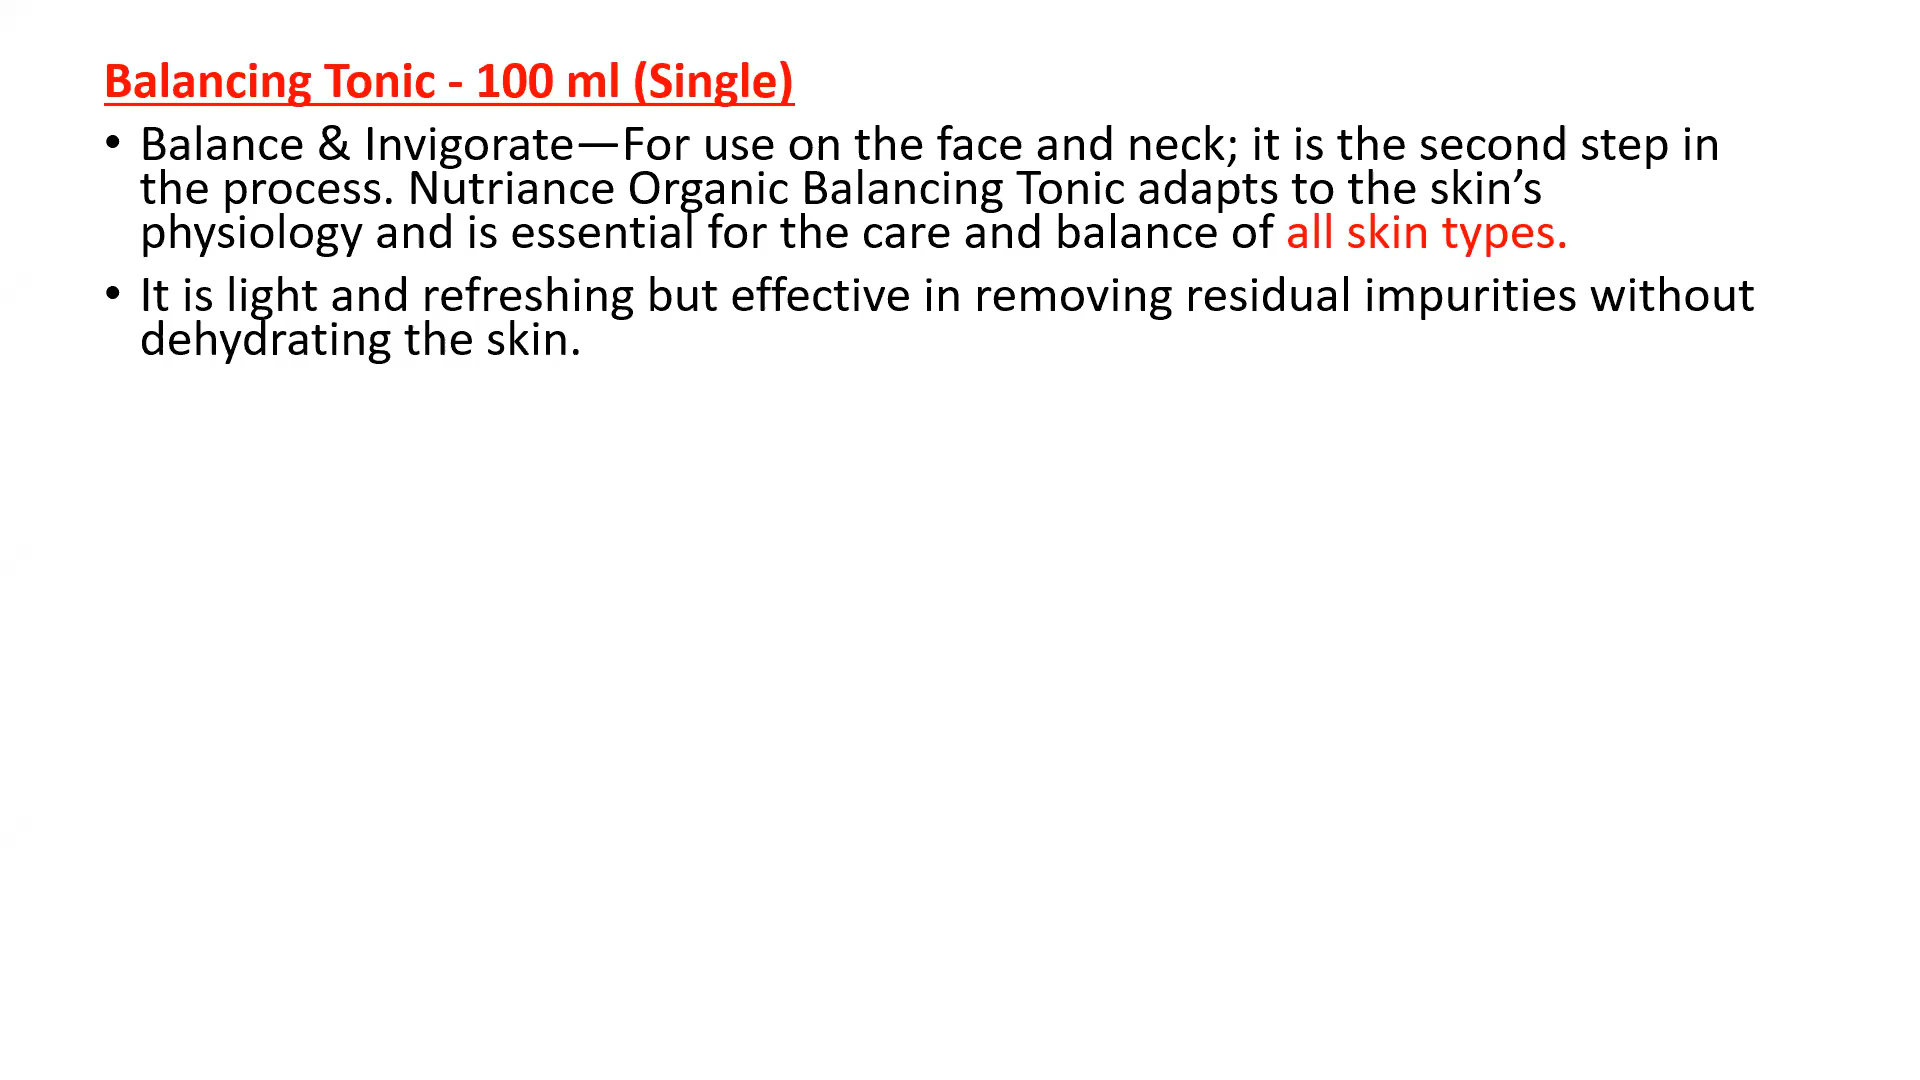 Balancing Tonic - 100 ml (Single)
• Balance & Invigorate—For use on the face and neck; it is the second step in
the process. Nutriance Organic Balancing Tonic adapts to the skin’s
physiology and is essential for the care and balance of all skin types.
• It is light and refreshing but effective in removing residual impurities without
dehydrating the skin.